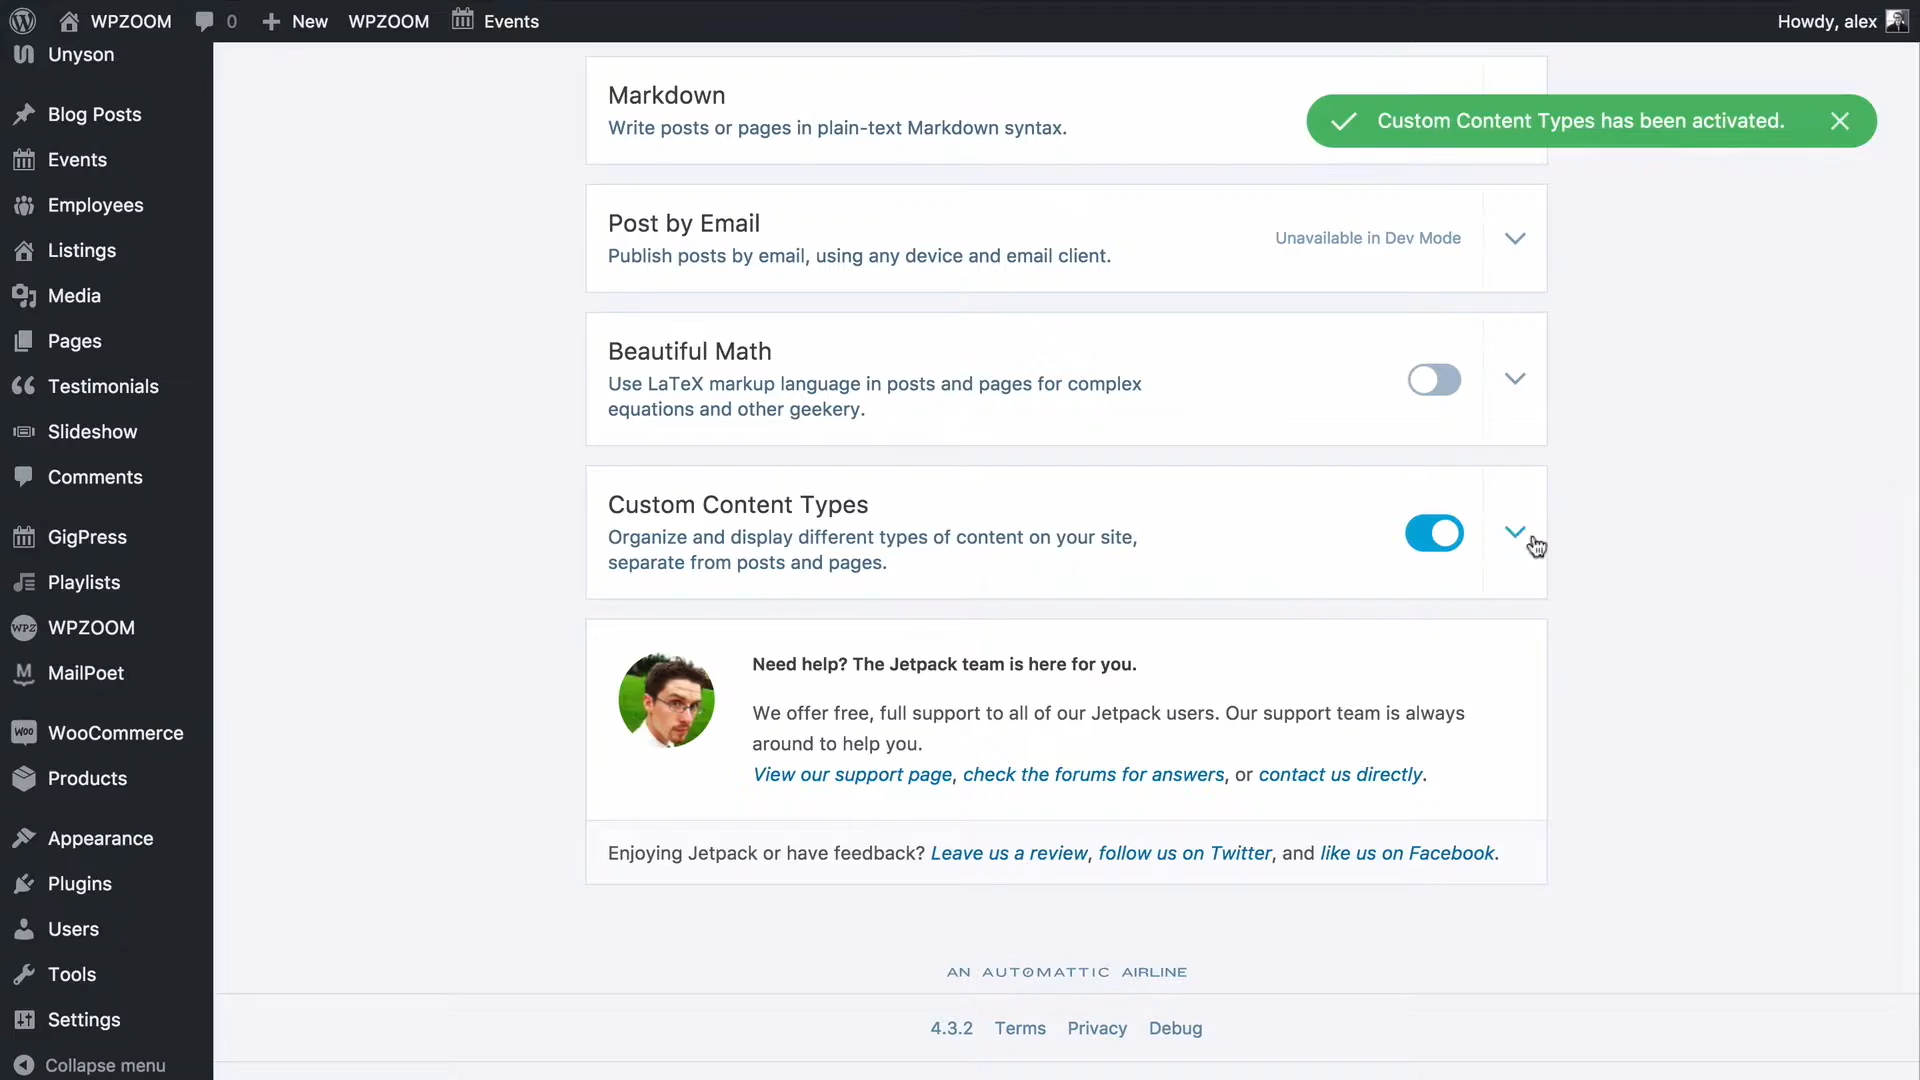 WPZOOM
0
New
WPZOOM
Events
Howdy, alex
Unyson
Blog Posts
Events
Employees
Listings
Media
Pages
Testimonials
Slideshow
Comments
GigPress
Playlists
WPZ
WPZOOM
MailPoet
Woo
WooCommerce
Products
Appearance
Plugins
Users
Tools
Settings
Collapse menu
Markdown
Write posts or pages in plain-text Markdown syntax.
Custom Content Types has been activated.
Post by Email
Publish posts by email, using any device and email client.
Unavailable in Dev Mode
Beautiful Math
Use LaTeX markup language in posts and pages for complex
equations and other geekery.
Custom Content Types
Organize and display different types of content on your site,
separate from posts and pages.
Need help? The Jetpack team is here for you.
We offer free, full support to all of our Jetpack users. Our support team is always
around to help you.
View our support page, check the forums for answers, or contact us directly.
Enjoying Jetpack or have feedback? Leave us a review, follow us on Twitter, and like us on Facebook.
AN AUTOMATTIC AIRLINE
4.3.2 Terms Privacy Debug